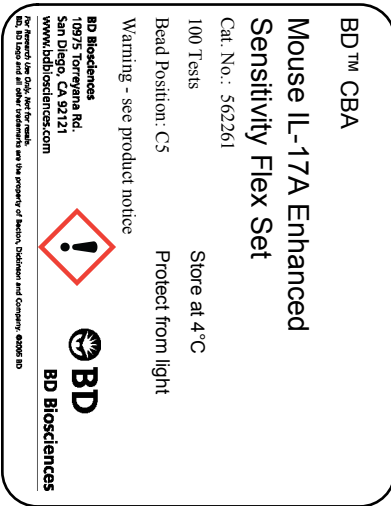 BD™ CBA
Mouse IL-17A Enhanced
Sensitivity Flex Set
Cat. No.: 562261
100 Tests
Store at 4°C
Bead Position: C5
Protect from light
Warning - see product notice
BD Biosciences
10975 Torreyana Rd.
San Diego, CA 92121
www.bdbiosciences.com
BD
BD Biosciences
For Research Use Only. Not for resale.
BD, BD Logo and all other trademarks are the property of Becton, Dickinson and Company. ©2005 BD